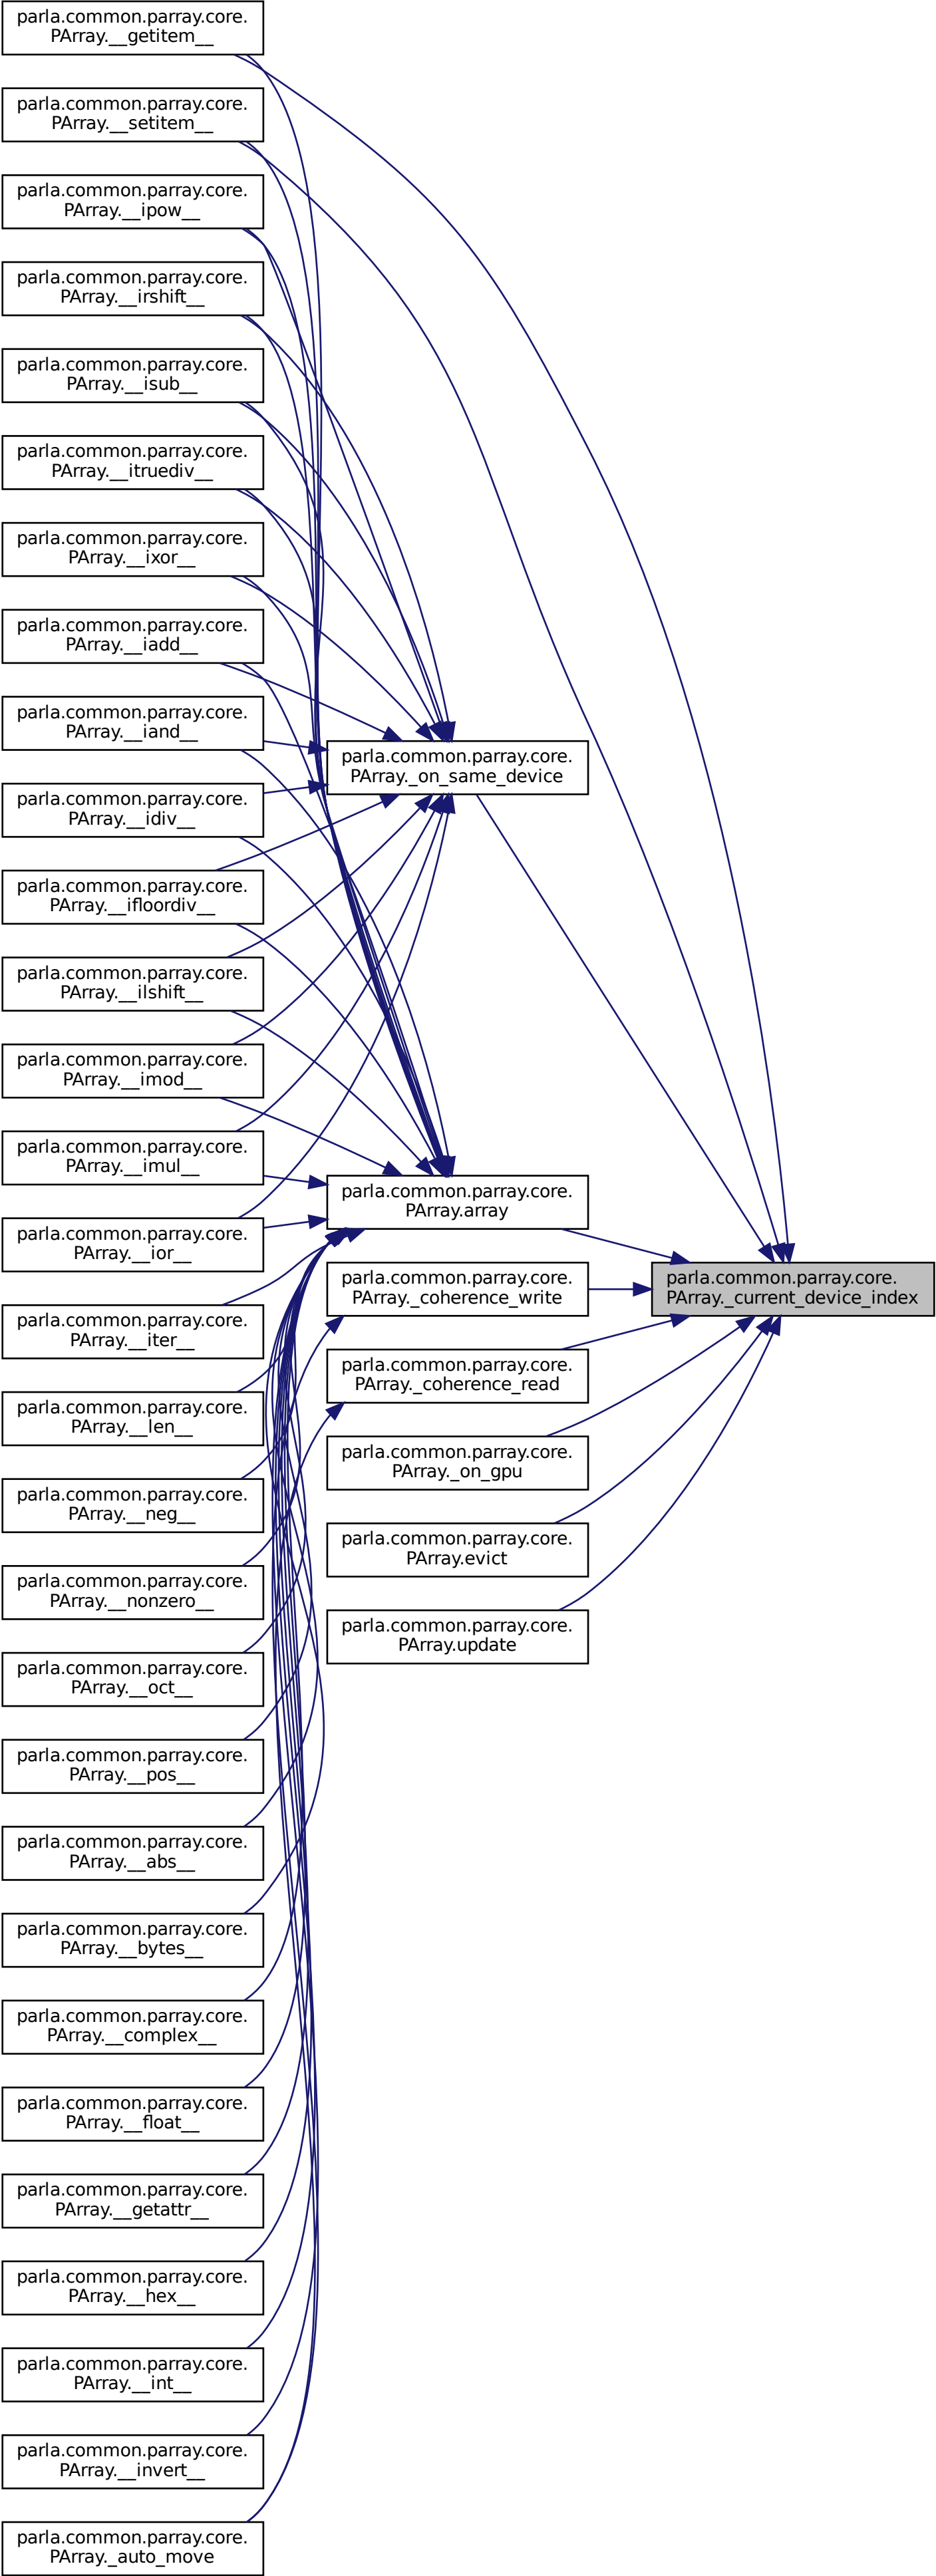 parla.common.parray.core.
PArray.__getitem__
parla.common.parray.core.
PArray.__setitem__
parla.common.parray.core.
PArray.__ipow__
parla.common.parray.core.
PArray.__irshift__
parla.common.parray.core.
PArray.__isub__
parla.common.parray.core.
PArray.__itruediv__
parla.common.parray.core.
PArray.__ixor__
parla.common.parray.core.
PArray.__iadd__
parla.common.parray.core.
PArray.__iand__
parla.common.parray.core.
PArray.__idiv__
parla.common.parray.core.
PArray.__ifloordiv__
parla.common.parray.core.
PArray.__ilshift__
parla.common.parray.core.
PArray.__imod__
parla.common.parray.core.
PArray.__imul__
parla.common.parray.core.
PArray.__ior__
parla.common.parray.core.
PArray.__iter__
parla.common.parray.core.
PArray.__len__
parla.common.parray.core.
PArray.__neg__
parla.common.parray.core.
PArray.__nonzero__
parla.common.parray.core.
PArray.__oct__
parla.common.parray.core.
PArray.__pos__
parla.common.parray.core.
PArray.__abs__
parla.common.parray.core.
PArray.__bytes__
parla.common.parray.core.
PArray.__complex__
parla.common.parray.core.
PArray.__float__
parla.common.parray.core.
PArray.__getattr__
parla.common.parray.core.
PArray.__hex__
parla.common.parray.core.
PArray.__int__
parla.common.parray.core.
PArray.__invert__
parla.common.parray.core.
PArray._auto_move
parla.common.parray.core.
PArray._on_same_device
parla.common.parray.core.
PArray.array
parla.common.parray.core.
PArray._coherence_write
parla.common.parray.core.
PArray._coherence_read
parla.common.parray.core.
PArray._on_gpu
parla.common.parray.core.
PArray.evict
parla.common.parray.core.
PArray.update
parla.common.parray.core.
PArray._current_device_index